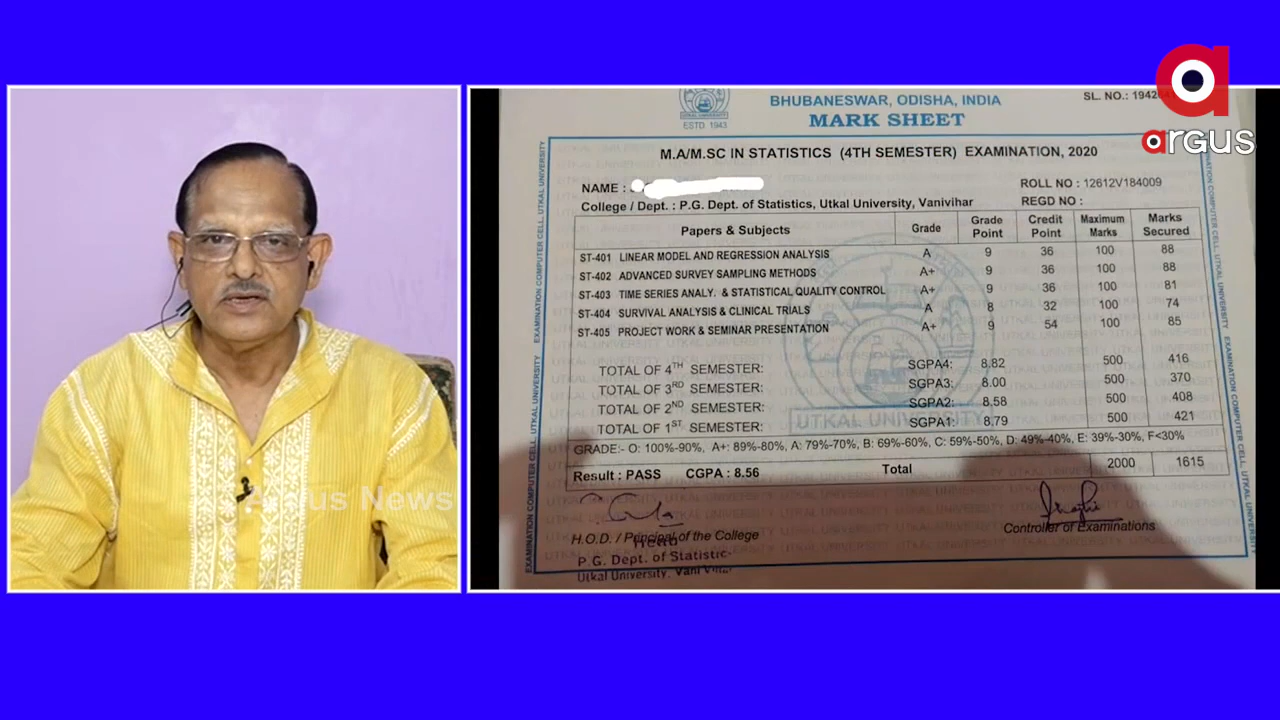 argus
Argus News
UTKAL UNIVERSITY
ESTD. 1943
BHUBANESWAR, ODISHA, INDIA
SL. NO.: 1942
MARK SHEET
M.A/M.SC IN STATISTICS (4TH SEMESTER) EXAMINATION, 2020
NAME :
ROLL NO : 12612V184009
College / Dept. : P.G. Dept. of Statistics, Utkal University, Vanivihar
REGD NO :
Papers & Subjects Grade Grade Point Credit Point Maximum Marks Marks Secured
ST-401 LINEAR MODEL AND REGRESSION ANALYSIS A 9 36 100 88
ST-402 ADVANCED SURVEY SAMPLING METHODS A+ 9 36 100 88
ST-403 TIME SERIES ANALY. & STATISTICAL QUALITY CONTROL A+ 9 36 100 81
ST-404 SURVIVAL ANALYSIS & CLINICAL TRIALS A 8 32 100 74
ST-405 PROJECT WORK & SEMINAR PRESENTATION A+ 9 54 100 85
TOTAL OF 4TH SEMESTER: SGPA4: 8.82 500 416
TOTAL OF 3RD SEMESTER: SGPA3: 8.00 500 370
TOTAL OF 2ND SEMESTER: SGPA2: 8.58 500 408
TOTAL OF 1ST SEMESTER: SGPA1: 8.79 500 421
UTKAL UNIVERSITY
GRADE:- O: 100%-90%, A+: 89%-80%, A: 79%-70%, B: 69%-60%, C: 59%-50%, D: 49%-40%, E: 39%-30%, F<30%
Result : PASS CGPA : 8.56 Total 2000 1615
H.O.D. / Principal of the College
Controller of Examinations
Head
P.G. Dept. of Statistic
Utkal University, Vani
EXAMINATION COMPUTER CELL, UTKAL UNIVERSITY